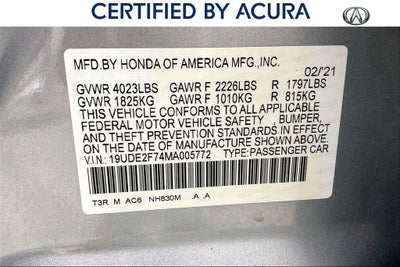 CERTIFIED BY ACURA
MFD.BY HONDA OF AMERICA MFG.,INC.
02/'21
GVWR 4023LBS GAWR F 2226LBS R 1797LBS
GVWR 1825KG GAWR F 1010KG R 815KG
THIS VEHICLE CONFORMS TO ALL APPLICABLE
FEDERAL MOTOR VEHICLE SAFETY , BUMPER,
AND THEFT PREVENTION STANDARDS IN EFFECT
ON THE DATE OF MANUFACTURE SHOWN ABOVE.
V.I.N: 19UDE2F74MA005772
TYPE:PASSENGER CAR
T3R M AC6 NH830M A A